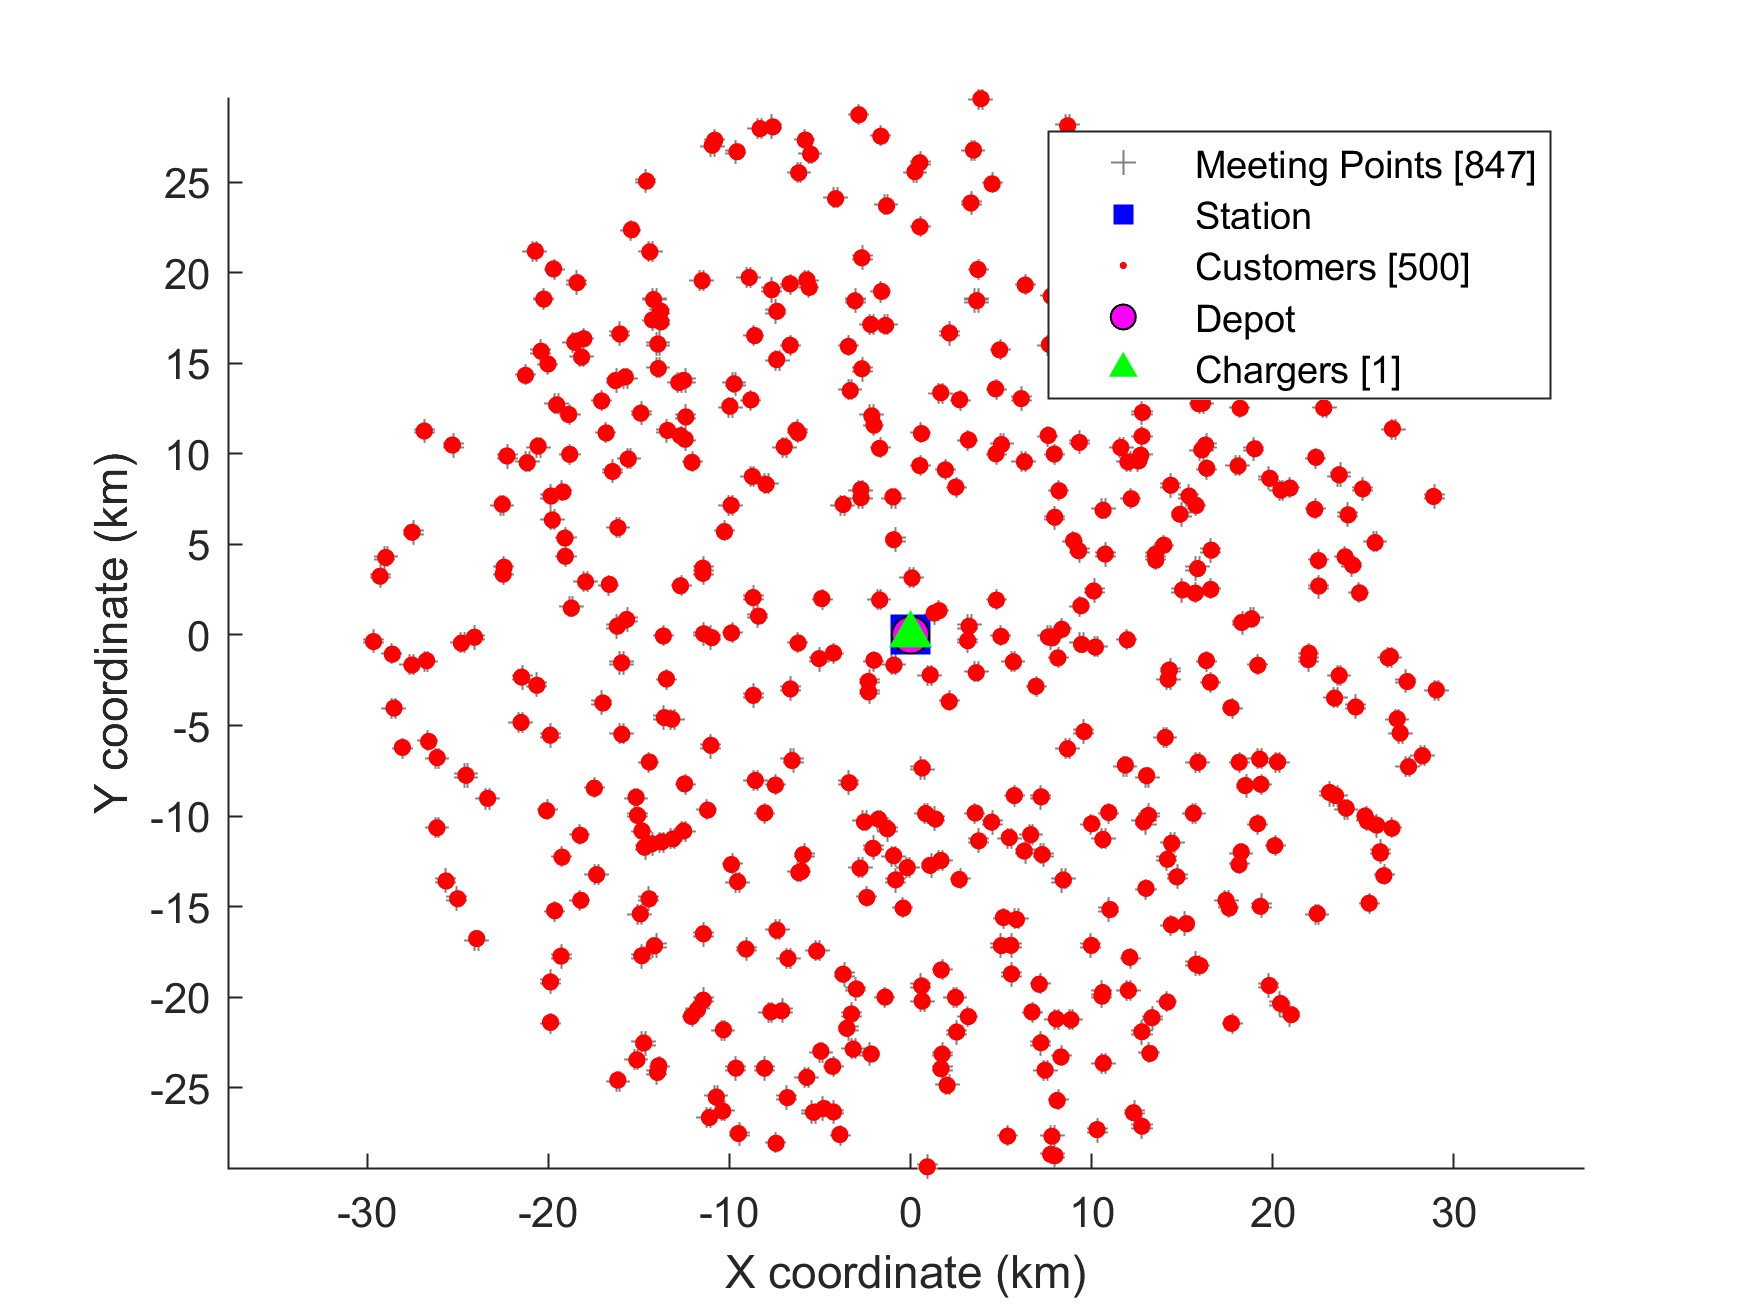 Meeting Points [847]
Station
Customers [500]
Depot
Chargers [1]
25
20
15
10
5
0
-5
-10
-15
-20
-25
Y coordinate (km)
-30 -20 -10 0 10 20 30
X coordinate (km)